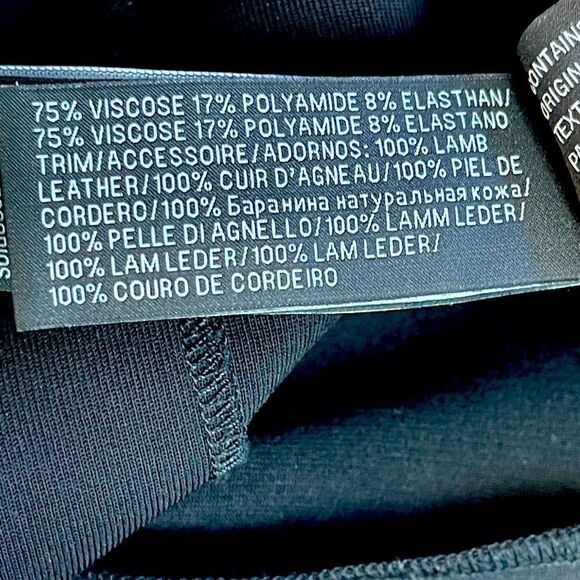 75% VISCOSE 17% POLYAMIDE 8% ELASTHAN/
75% VISCOSE 17% POLYAMIDE 8% ELASTANO
TRIM/ACCESSOIRE/ADORNOS: 100% LAMB
LEATHER/100% CUIR D'AGNEAU/100% PIEL DE
CORDERO/100% Баранина натуральная кожа/
100% PELLE DI AGNELLO/100% LAMM LEDER/
100% LAM LEDER/100% LAM LEDER/
100% COURO DE CORDEIRO